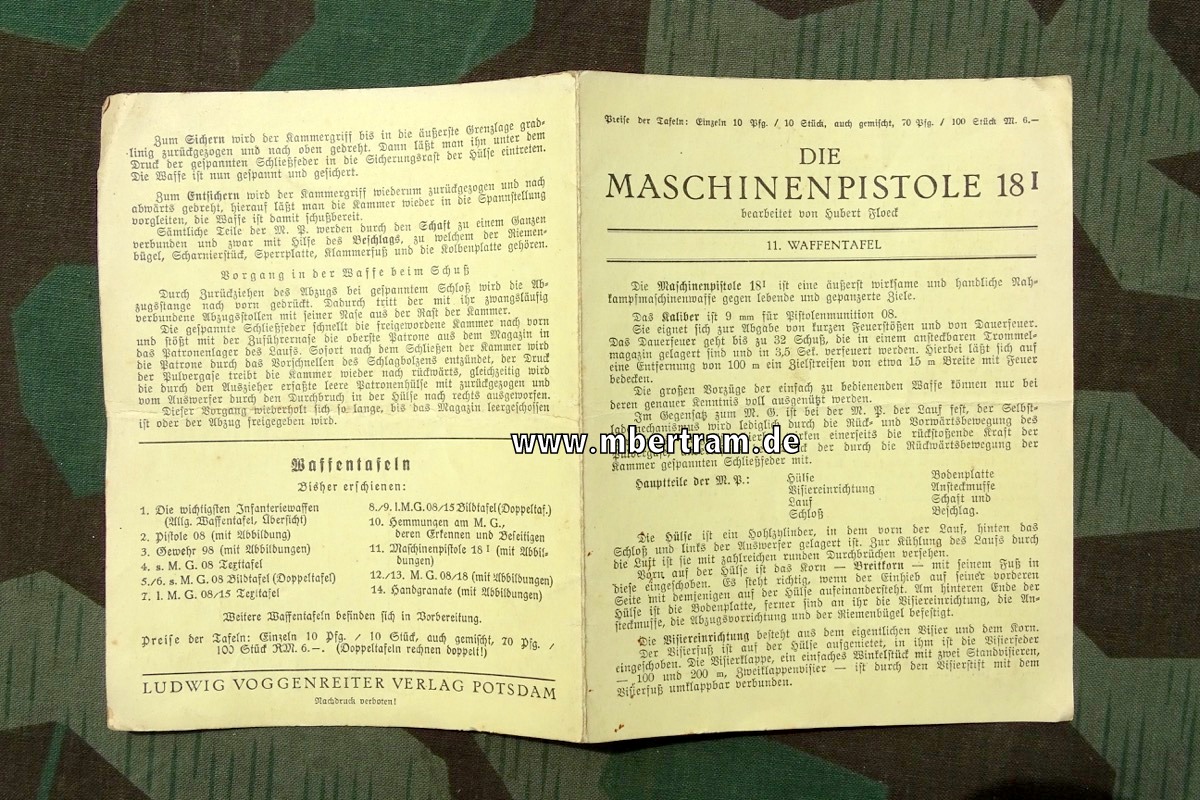 Zum Sichern wird der Kammergriff bis in die äußerste Grenzlage grad-
linig zurückgezogen und nach oben gedreht. Dann läßt man ihn unter dem
Druck der gespannten Schließfeder in die Sicherungsrast der Hülse eintreten.
Die Waffe ist nun gespannt und gesichert.
Zum Entsichern wird der Kammergriff wiederum zurückgezogen und nach
abwärts gedreht, hierauf läßt man die Kammer wieder in die Spannstellung
vorgleiten, die Waffe ist damit schußbereit.
Sämtliche Teile der M. P. werden durch den Schaft zu einem Ganzen
verbunden und zwar mit Hilfe des Beschlags, zu welchem der Riemen-
bügel, Scharnierstück, Sperrplatte, Klammerfuß und die Kolbenplatte gehören.
Vorgang in der Waffe beim Schuß
Durch Zurückziehen des Abzugs bei gespanntem Schloß wird die Ab-
zugsstange nach vorn gedrückt. Dadurch tritt der mit ihr zwangsläufig
verbundene Abzugsstollen mit seiner Nase aus der Rast der Kammer.
Die gespannte Schließfeder schnellt die freigewordene Kammer nach vorn
und stößt mit der Zuführernase die oberste Patrone aus dem Magazin in
das Patronenlager des Laufs. Sofort nach dem Schließen der Kammer wird
die Patrone durch das Vorschnellen des Schlagbolzens entzündet, der Druck
der Pulvergase treibt die Kammer wieder nach rückwärts, gleichzeitig wird
die durch den Auszieher erfaßte leere Patronenhülse mit zurückgezogen und
vom Auswerfer durch den Durchbruch in der Hülse nach rechts ausgeworfen.
Dieser Vorgang wiederholt sich so lange, bis das Magazin leergeschossen
ist oder der Abzug freigegeben wird.
Waffentafeln
Bisher erschienen:
1. Die wichtigsten Infanteriewaffen
(Allg. Waffentafel, Übersicht)
2. Pistole 08 (mit Abbildung)
3. Gewehr 98 (mit Abbildungen)
4. s. M. G. 08 Texttafel
5./6. s. M. G. 08 Bildtafel (Doppeltafel)
7. l. M. G. 08/15 Texttafel
8./9. l. M. G. 08/15 Bildtafel (Doppeltaf.)
10. Hemmungen am M. G.,
deren Erkennen und Beseitigen
11. Maschinenpistole 18 I (mit Abbil-
dungen)
12./13. M. G. 08/18 (mit Abbildungen)
14. Handgranate (mit Abbildungen)
Weitere Waffentafeln befinden sich in Vorbereitung.
Preise der Tafeln: Einzeln 10 Pfg. / 10 Stück, auch gemischt, 70 Pfg. /
100 Stück RM. 6.—. (Doppeltafeln rechnen doppelt!)
LUDWIG VOGGENREITER VERLAG POTSDAM
Nachdruck verboten!
Preise der Tafeln: Einzeln 10 Pfg. / 10 Stück, auch gemischt, 70 Pfg. / 100 Stück M. 6.—
DIE
MASCHINENPISTOLE 18 I
bearbeitet von Hubert Floeck
11. WAFFENTAFEL
Die Maschinenpistole 18 I ist eine äußerst wirksame und handliche Nah-
kampfmaschinenwaffe gegen lebende und gepanzerte Ziele.
Das Kaliber ist 9 mm für Pistolenmunition 08.
Sie eignet sich zur Abgabe von kurzen Feuerstößen und von Dauerfeuer.
Das Dauerfeuer geht bis zu 32 Schuß, die in einem ansteckbaren Trommel-
magazin gelagert sind und in 3,5 Sek. verfeuert werden. Hierbei läßt sich auf
eine Entfernung von 100 m ein Zielstreifen von etwa 15 m Breite mit Feuer
bedecken.
Die großen Vorzüge der einfach zu bedienenden Waffe können nur bei
deren genauer Kenntnis voll ausgenützt werden.
Im Gegensatz zum M. G. ist bei der M. P. der Lauf fest, der Selbst-
lademechanismus wird lediglich durch die Rück- und Vorwärtsbewegung des
einerseits die rückstoßende Kraft der
Pulvergase, der durch die Rückwärtsbewegung der
Kammer gespannten Schließfeder mit.
Hauptteile der M. P.:
Hülse
Visiereinrichtung
Lauf
Schloß
Bodenplatte
Ansteckmuffe
Schaft und
Beschlag.
Die Hülse ist ein Hohlzylinder, in dem vorn der Lauf, hinten das
Schloß und links der Auswerfer gelagert ist. Zur Kühlung des Laufs durch
die Luft ist sie mit zahlreichen runden Durchbrüchen versehen.
Vorn auf der Hülse ist das Korn — Breitkorn — mit seinem Fuß in
diese eingeschoben. Es steht richtig, wenn der Einhieb auf seiner vorderen
Seite mit demjenigen auf der Hülse aufeinandersteht. Am hinteren Ende der
Hülse ist die Bodenplatte, ferner sind an ihr die Visiereinrichtung, die An-
steckmuffe, die Abzugsvorrichtung und der Riemenbügel befestigt.
Die Visiereinrichtung besteht aus dem eigentlichen Visier und dem Korn.
Der Visierfuß ist auf der Hülse aufgenietet, in ihm ist die Visierfeder
eingeschoben. Die Visierklappe, ein einfaches Winkelstück mit zwei Standvisieren,
— 100 und 200 m, Zweiklappenvisier — ist durch den Visierstift mit dem
Visierfuß umklappbar verbunden.
www.mbertram.de